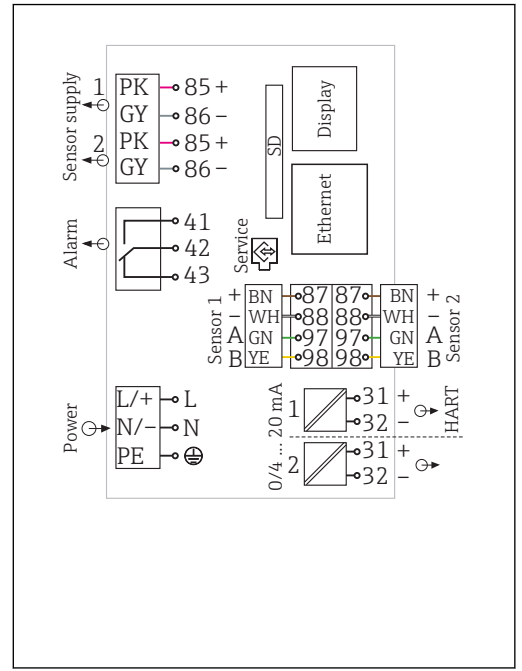 Sensor supply
1 PK 85 +
GY 86 –
2 PK 85 +
GY 86 –
SD
Display
Ethernet
Alarm
41
42
43
Service
Sensor 1
+ BN 87 87 BN +
– WH 88 88 WH –
A GN 97 97 GN A
B YE 98 98 YE B
Sensor 2
Power
L/+ L
N/– N
PE
0/4 ... 20 mA
1 31 +
32 –
HART
2 31 +
32 –